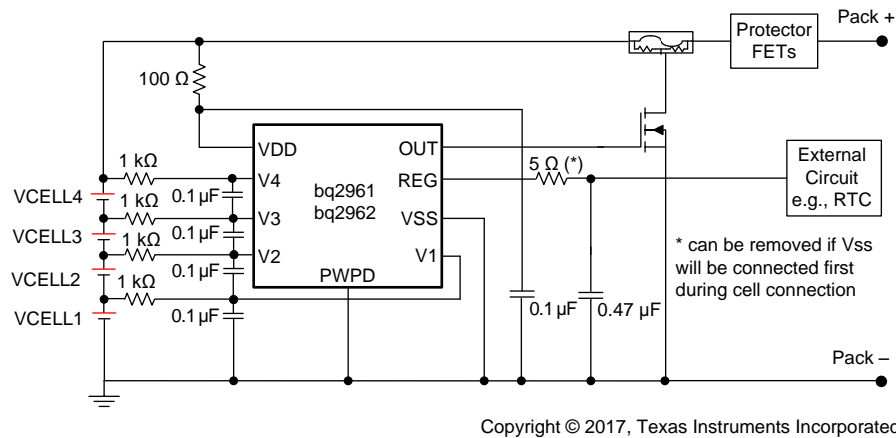 Pack +
Protector
FETs
100 Ω
VDD
OUT
1 kΩ
V4
REG
5 Ω (*)
External
Circuit
e.g., RTC
VCELL4
0.1 µF
bq2961
bq2962
1 kΩ
V3
VSS
VCELL3
0.1 µF
1 kΩ
V2
V1
* can be removed if Vss
will be connected first
during cell connection
VCELL2
0.1 µF
PWPD
1 kΩ
VCELL1
0.1 µF
0.1 µF
0.47 µF
Pack –
Copyright © 2017, Texas Instruments Incorporated